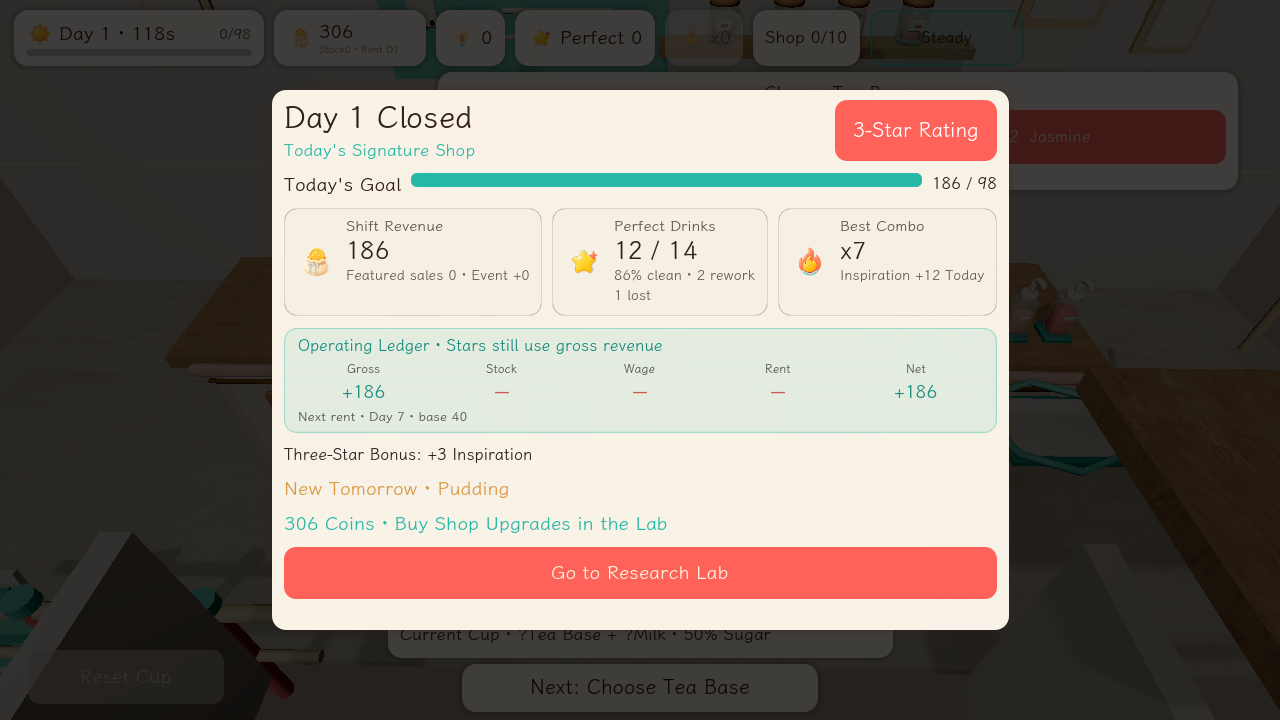 Day 1 • 118s 0/98
306
Stock0 • Rent D7
0
Perfect 0
x0
Shop 0/10
Steady
Jasmine
Day 1 Closed
3-Star Rating
Today's Signature Shop
Today's Goal 186 / 98
Shift Revenue
186
Featured sales 0 • Event +0
Perfect Drinks
12 / 14
86% clean • 2 rework
1 lost
Best Combo
x7
Inspiration +12 Today
Operating Ledger • Stars still use gross revenue
Gross Stock Wage Rent Net
+186 — — — +186
Next rent • Day 7 • base 40
Three-Star Bonus: +3 Inspiration
New Tomorrow • Pudding
306 Coins • Buy Shop Upgrades in the Lab
Go to Research Lab
Current Cup • ?Tea Base + ?Milk • 50% Sugar
Reset Cup
Next: Choose Tea Base